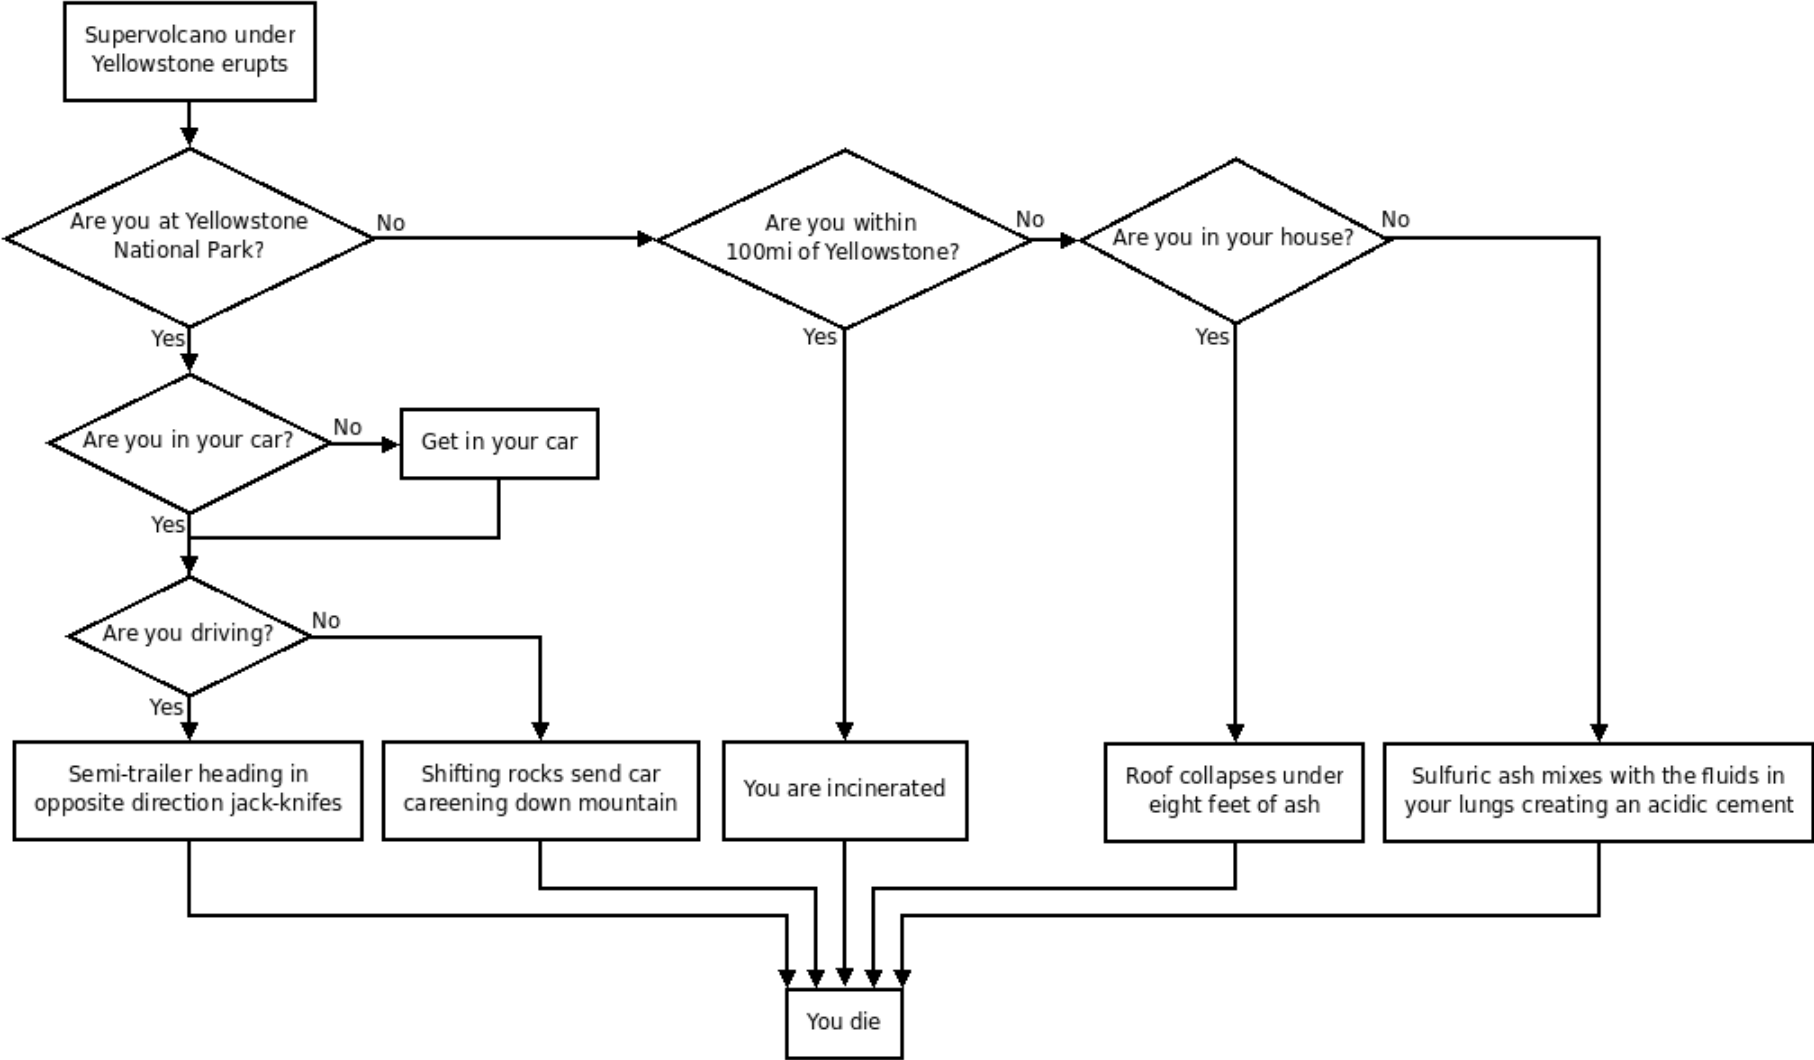 Supervolcano under
Yellowstone erupts
Are you at Yellowstone
National Park?
No
Yes
Are you within
100mi of Yellowstone?
No
Yes
Are you in your house?
No
Yes
Are you in your car?
No
Yes
Get in your car
Are you driving?
No
Yes
Semi-trailer heading in
opposite direction jack-knifes
Shifting rocks send car
careening down mountain
You are incinerated
Roof collapses under
eight feet of ash
Sulfuric ash mixes with the fluids in
your lungs creating an acidic cement
You die